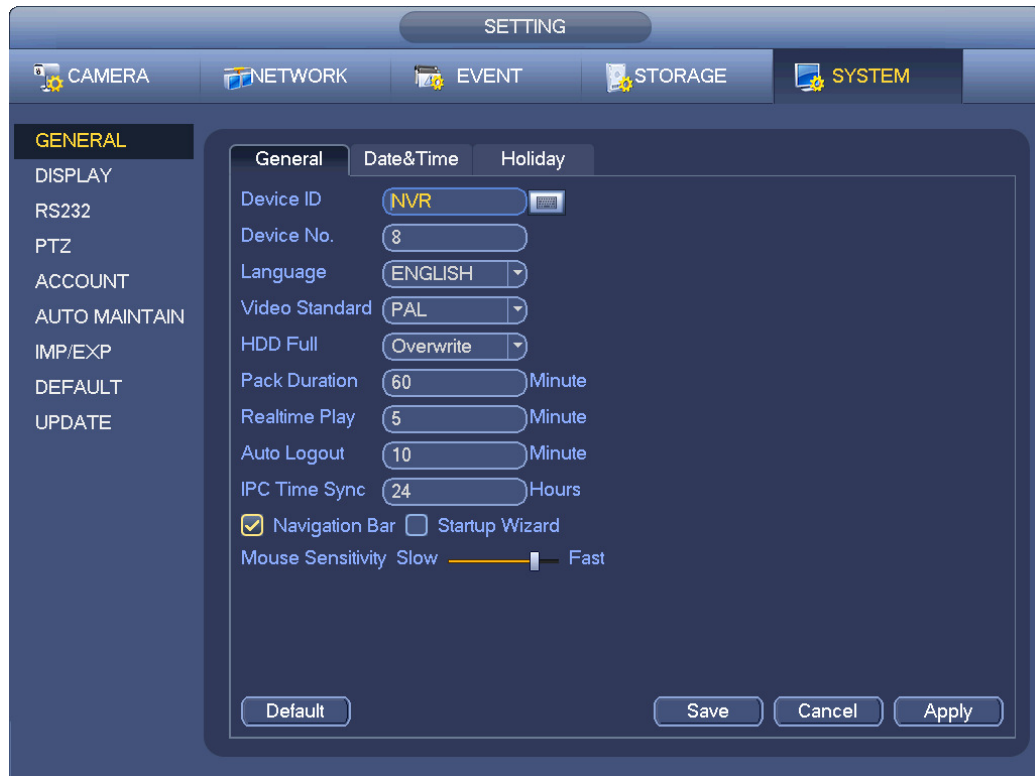 SETTING
CAMERA NETWORK EVENT STORAGE SYSTEM
GENERAL
DISPLAY
RS232
PTZ
ACCOUNT
AUTO MAINTAIN
IMP/EXP
DEFAULT
UPDATE
General Date&Time Holiday
Device ID NVR
Device No. 8
Language ENGLISH
Video Standard PAL
HDD Full Overwrite
Pack Duration 60 Minute
Realtime Play 5 Minute
Auto Logout 10 Minute
IPC Time Sync 24 Hours
Navigation Bar Startup Wizard
Mouse Sensitivity Slow Fast
Default Save Cancel Apply